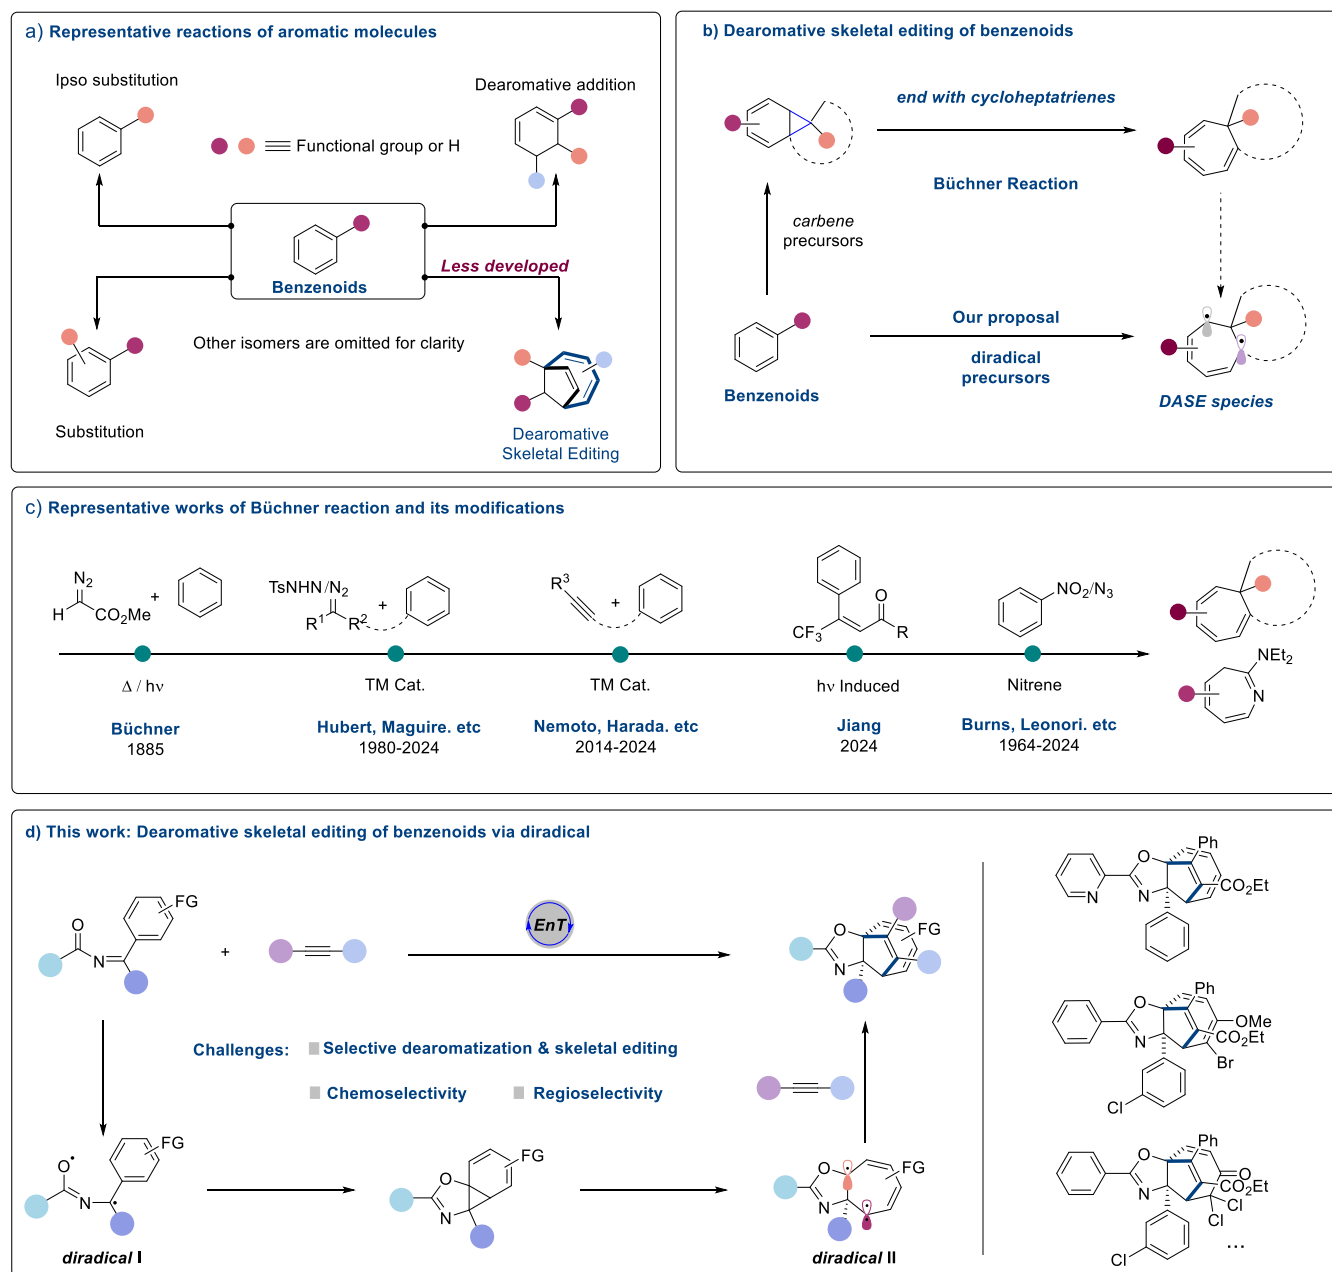 a) Representative reactions of aromatic molecules
Ipso substitution
Dearomative addition
Functional group or H
Less developed
Benzenoids
Other isomers are omitted for clarity
Substitution
Dearomative
Skeletal Editing
b) Dearomative skeletal editing of benzenoids
end with cycloheptatrienes
Büchner Reaction
carbene
precursors
Our proposal
diradical
precursors
Benzenoids
DASE species
c) Representative works of Büchner reaction and its modifications
N2
H
CO2Me
+
TsNHN/N2
R1
R2
+
R3
+
CF3
O
R
NO2/N3
NEt2
N
Δ / hν
TM Cat.
TM Cat.
hν Induced
Nitrene
Büchner
1885
Hubert, Maguire. etc
1980-2024
Nemoto, Harada. etc
2014-2024
Jiang
2024
Burns, Leonori. etc
1964-2024
d) This work: Dearomative skeletal editing of benzenoids via diradical
O
N
FG
+
EnT
O
N
FG
Challenges:
Selective dearomatization & skeletal editing
Chemoselectivity
Regioselectivity
O
N
FG
diradical I
O
N
FG
O
N
FG
diradical II
N
O
N
Ph
CO2Et
O
N
Ph
OMe
CO2Et
Br
Cl
O
N
Ph
O
CO2Et
Cl
Cl
Cl
...